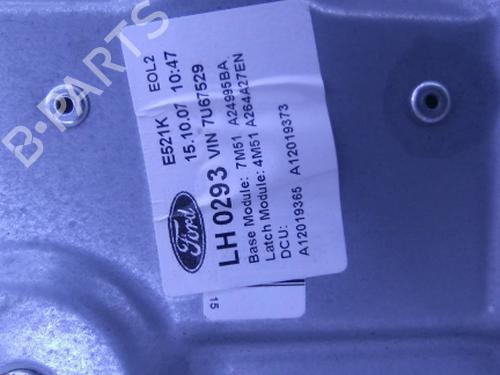 E521K EOL2
15.10.07 10:47
Ford
LH 0293 VIN 7U67529
Base Module: 7M51 A24995BA
Latch Module: 4M51 A264A27EN
DCU:
A12019365 A12019373
15
B-PARTS